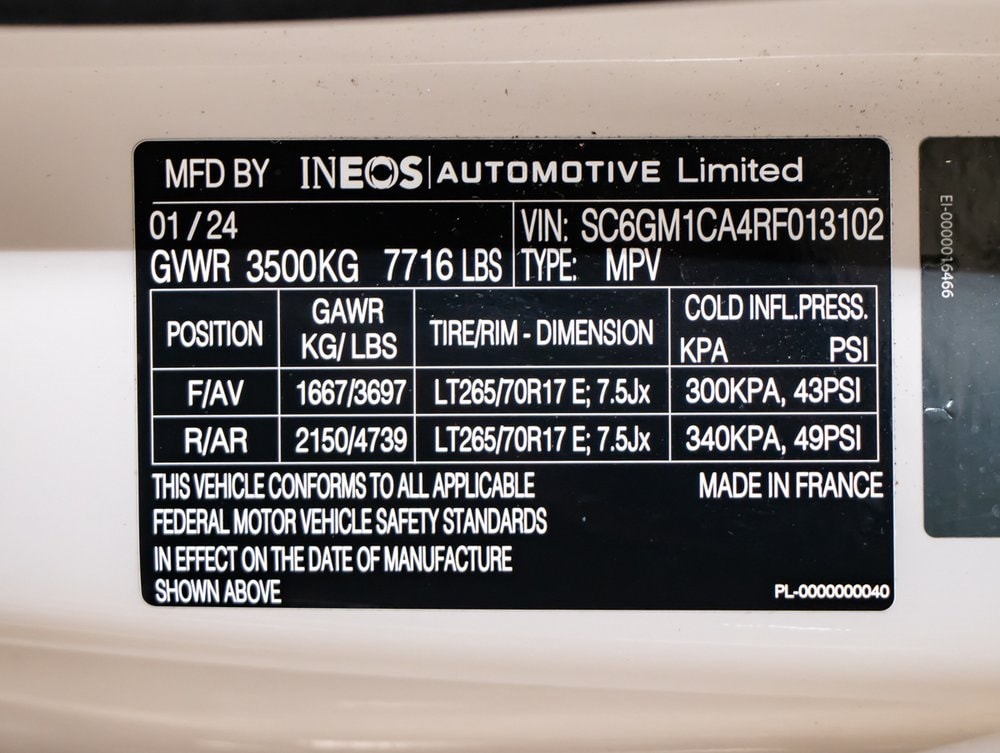 MFD BY INEOS | AUTOMOTIVE Limited
01 / 24 VIN: SC6GM1CA4RF013102
GVWR 3500KG 7716 LBS TYPE: MPV
POSITION GAWR KG/ LBS TIRE/RIM - DIMENSION COLD INFL.PRESS. KPA PSI
F/AV 1667/3697 LT265/70R17 E; 7.5Jx 300KPA, 43PSI
R/AR 2150/4739 LT265/70R17 E; 7.5Jx 340KPA, 49PSI
THIS VEHICLE CONFORMS TO ALL APPLICABLE MADE IN FRANCE
FEDERAL MOTOR VEHICLE SAFETY STANDARDS
IN EFFECT ON THE DATE OF MANUFACTURE
SHOWN ABOVE PL-0000000040
EI-0000016466